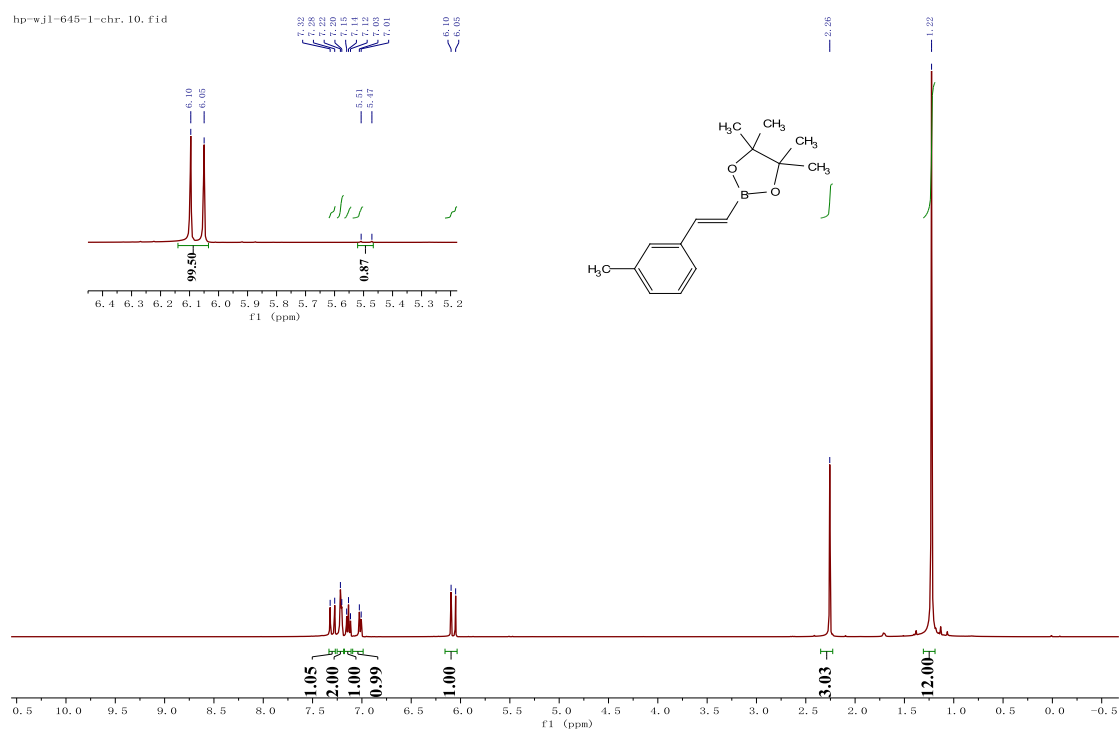 hp-wjl-645-1-chr.10.fid
7.32
7.28
7.22
7.20
7.15
7.14
7.12
7.03
7.01
6.10
6.05
2.26
1.22
6.10
6.05
5.51
5.47
99.50
0.87
6.4 6.3 6.2 6.1 6.0 5.9 5.8 5.7 5.6 5.5 5.4 5.3 5.2
f1 (ppm)
H₃C
CH₃
H₃C
CH₃
CH₃
O
B
O
H₃C
1.05
2.00
1.00
0.99
1.00
3.03
12.00
0.5 10.0 9.5 9.0 8.5 8.0 7.5 7.0 6.5 6.0 5.5 5.0 4.5 4.0 3.5 3.0 2.5 2.0 1.5 1.0 0.5 0.0 -0.5
f1 (ppm)